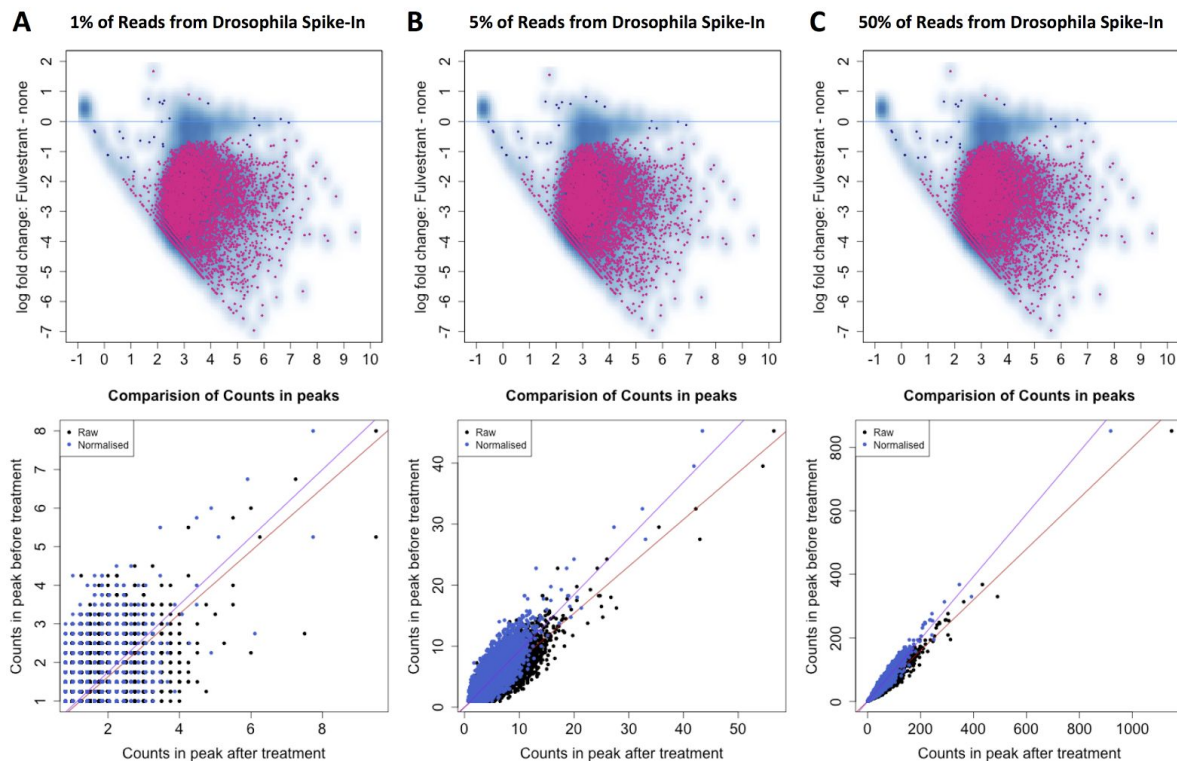 A
1% of Reads from Drosophila Spike-In
B
5% of Reads from Drosophila Spike-In
C
50% of Reads from Drosophila Spike-In
log fold change: Fulvestrant - none
2
1
0
-1
-2
-3
-4
-5
-6
-7
-1 0 1 2 3 4 5 6 7 8 9 10
log fold change: Fulvestrant - none
2
1
0
-1
-2
-3
-4
-5
-6
-7
-1 0 1 2 3 4 5 6 7 8 9 10
log fold change: Fulvestrant - none
2
1
0
-1
-2
-3
-4
-5
-6
-7
-1 0 1 2 3 4 5 6 7 8 9 10
Comparision of Counts in peaks
Raw
Normalised
Counts in peak before treatment
8
7
6
5
4
3
2
1
2 4 6 8
Counts in peak after treatment
Comparision of Counts in peaks
Raw
Normalised
Counts in peak before treatment
40
30
20
10
0
0 10 20 30 40 50
Counts in peak after treatment
Comparision of Counts in peaks
Raw
Normalised
Counts in peak before treatment
800
600
400
200
0
0 200 400 600 800 1000
Counts in peak after treatment